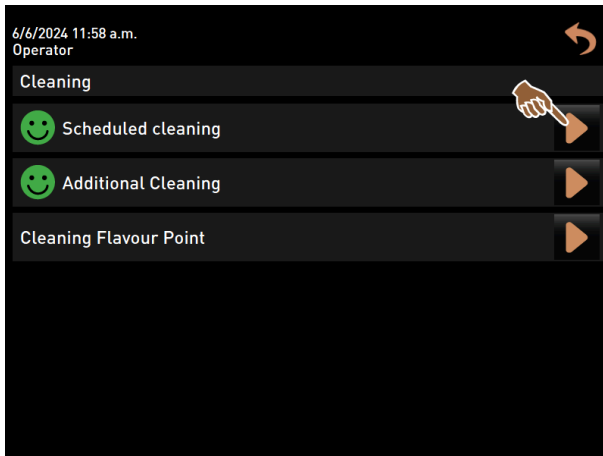 6/6/2024 11:58 a.m.
Operator
Cleaning
Scheduled cleaning
Additional Cleaning
Cleaning Flavour Point